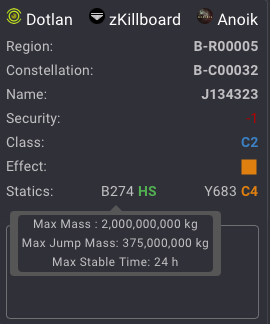 Dotlan zKillboard Anoik
Region: B-R00005
Constellation: B-C00032
Name: J134323
Security: -1
Class: C2
Effect:
Statics: B274 HS Y683 C4
Max Mass : 2,000,000,000 kg
Max Jump Mass: 375,000,000 kg
Max Stable Time: 24 h